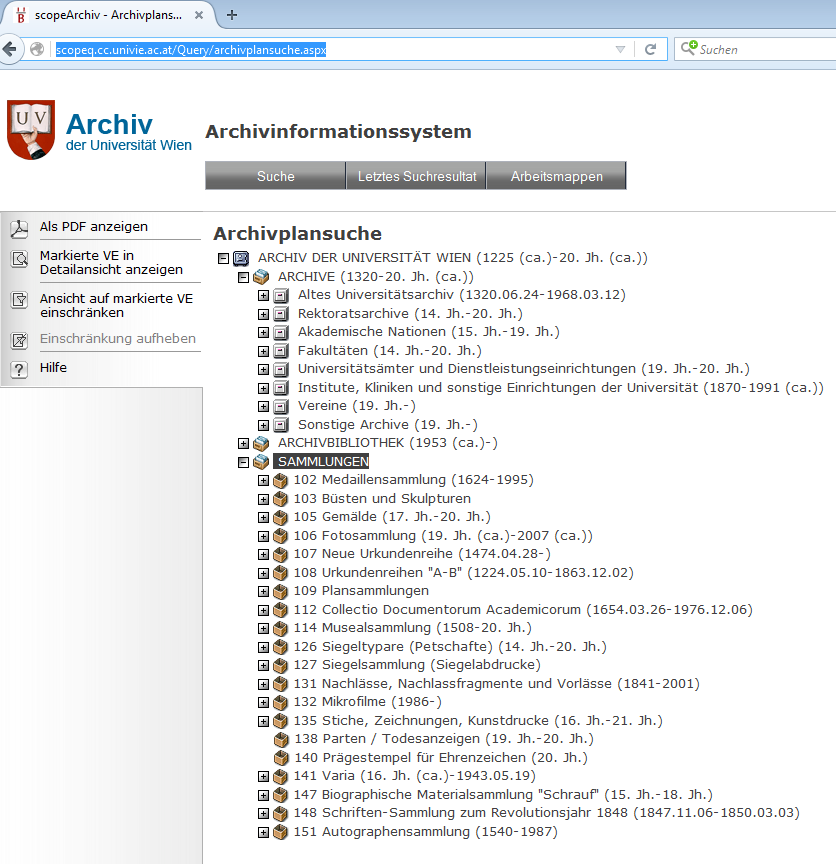 scopeArchiv - Archivplans...
scopeq.cc.univie.ac.at/Query/archivplansuche.aspx
Suchen
U V
Archiv
der Universität Wien
Archivinformationssystem
Suche
Letztes Suchresultat
Arbeitsmappen
Als PDF anzeigen
Markierte VE in
Detailansicht anzeigen
Ansicht auf markierte VE
einschränken
Einschränkung aufheben
Hilfe
Archivplansuche
ARCHIV DER UNIVERSITÄT WIEN (1225 (ca.)-20. Jh. (ca.))
ARCHIVE (1320-20. Jh. (ca.))
Altes Universitätsarchiv (1320.06.24-1968.03.12)
Rektoratsarchive (14. Jh.-20. Jh.)
Akademische Nationen (15. Jh.-19. Jh.)
Fakultäten (14. Jh.-20. Jh.)
Universitätsämter und Dienstleistungseinrichtungen (19. Jh.-20. Jh.)
Institute, Kliniken und sonstige Einrichtungen der Universität (1870-1991 (ca.))
Vereine (19. Jh.-)
Sonstige Archive (19. Jh.-)
ARCHIVBIBLIOTHEK (1953 (ca.)-)
SAMMLUNGEN
102 Medaillensammlung (1624-1995)
103 Büsten und Skulpturen
105 Gemälde (17. Jh.-20. Jh.)
106 Fotosammlung (19. Jh. (ca.)-2007 (ca.))
107 Neue Urkundenreihe (1474.04.28-)
108 Urkundenreihen "A-B" (1224.05.10-1863.12.02)
109 Plansammlungen
112 Collectio Documentorum Academicorum (1654.03.26-1976.12.06)
114 Musealsammlung (1508-20. Jh.)
126 Siegeltypare (Petschafte) (14. Jh.-20. Jh.)
127 Siegelsammlung (Siegelabdrucke)
131 Nachlässe, Nachlassfragmente und Vorlässe (1841-2001)
132 Mikrofilme (1986-)
135 Stiche, Zeichnungen, Kunstdrucke (16. Jh.-21. Jh.)
138 Parten / Todesanzeigen (19. Jh.-20. Jh.)
140 Prägestempel für Ehrenzeichen (20. Jh.)
141 Varia (16. Jh. (ca.)-1943.05.19)
147 Biographische Materialsammlung "Schrauf" (15. Jh.-18. Jh.)
148 Schriften-Sammlung zum Revolutionsjahr 1848 (1847.11.06-1850.03.03)
151 Autographensammlung (1540-1987)